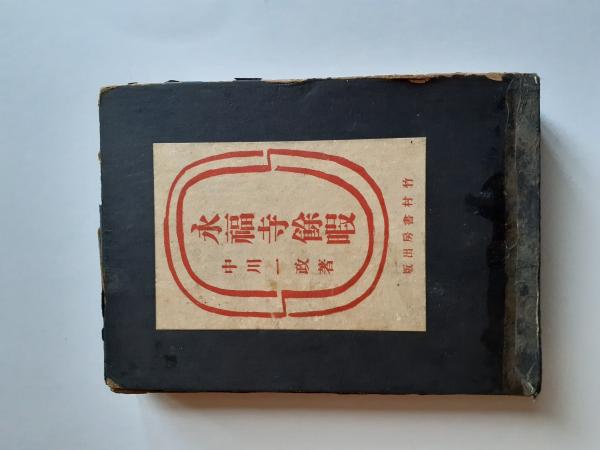 永福寺餘暇
中川一政著
竹村書房出版